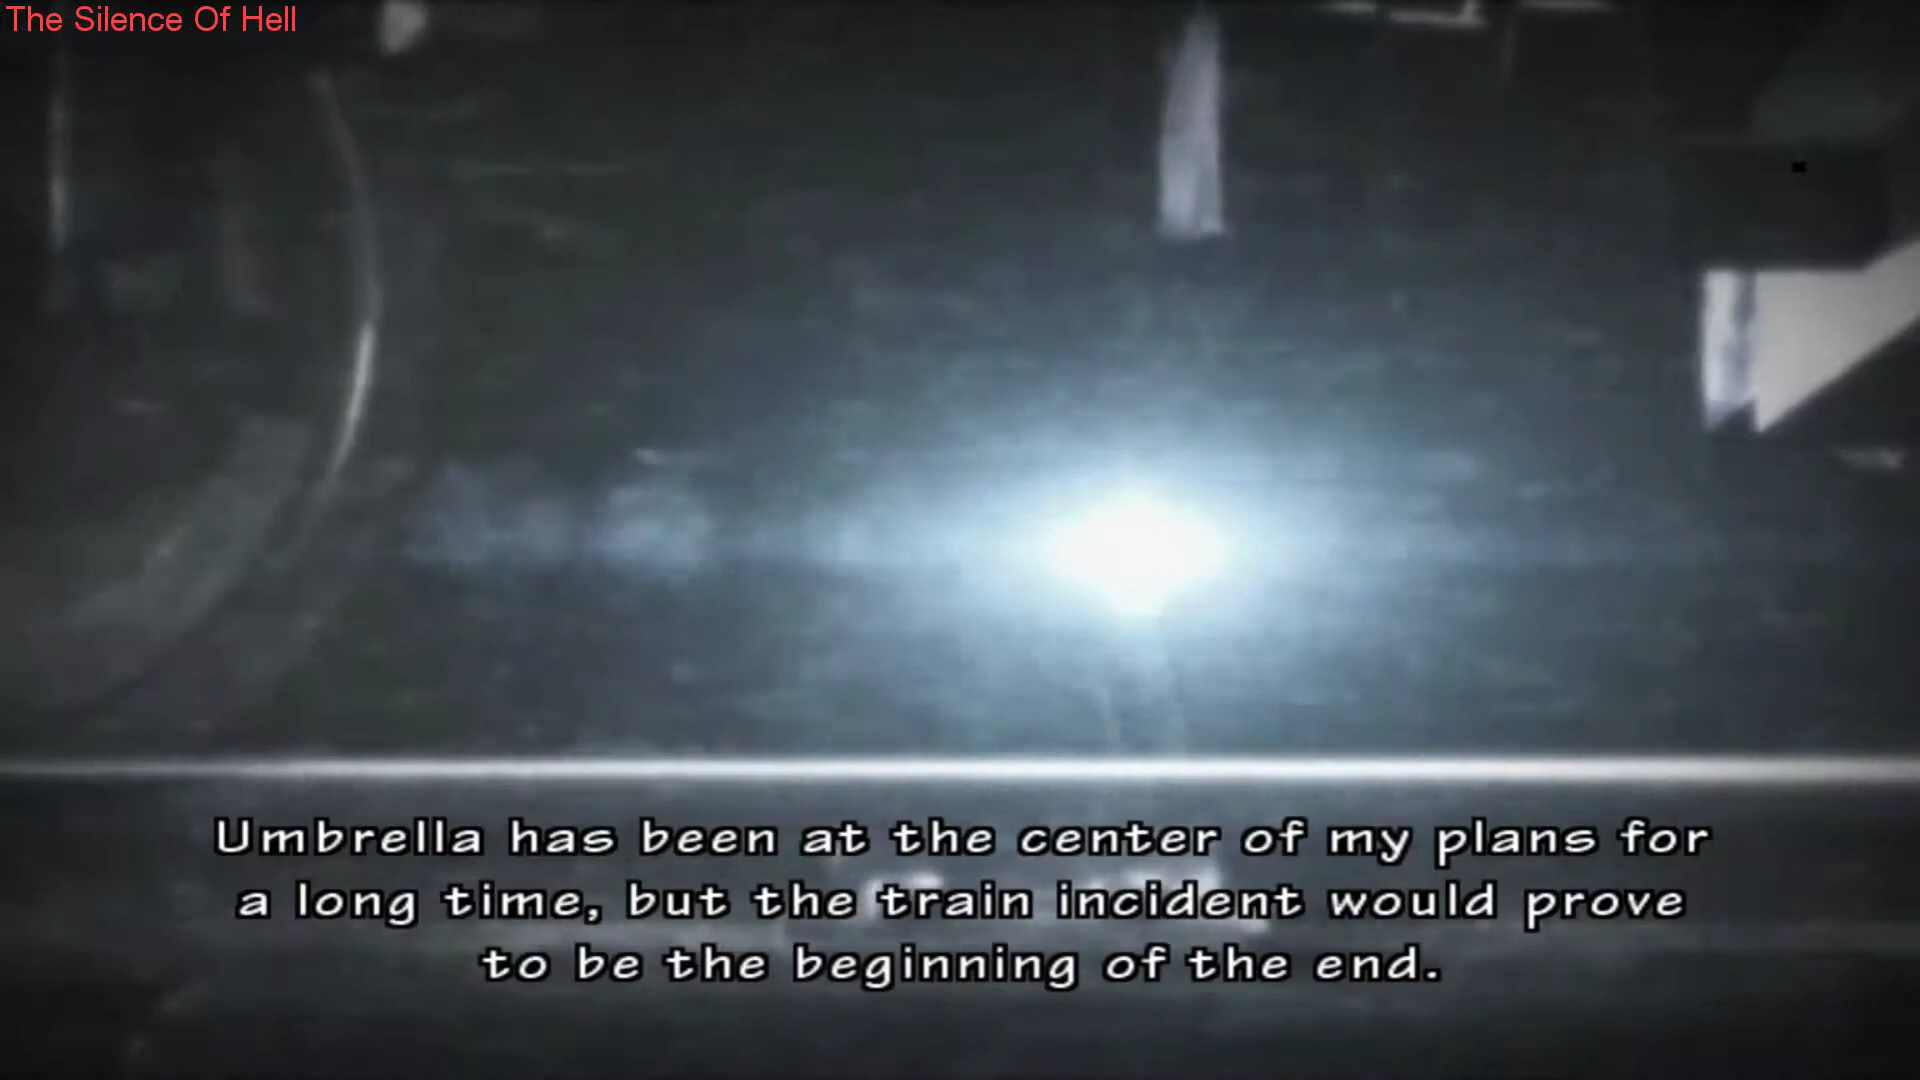 The Silence Of Hell
Umbrella has been at the center of my plans for
a long time, but the train incident would prove
to be the beginning of the end.